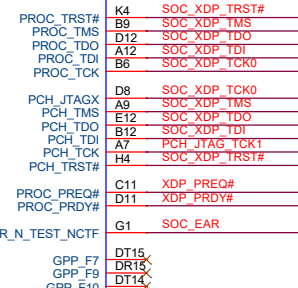 PROC_TRST# K4 SOC_XDP_TRST#
PROC_TMS B9 SOC_XDP_TMS
PROC_TDO D12 SOC_XDP_TDO
PROC_TDI A12 SOC_XDP_TDI
PROC_TCK B6 SOC_XDP_TCK0
PCH_JTAGX D8 SOC_XDP_TCK0
PCH_TMS A9 SOC_XDP_TMS
PCH_TDO E12 SOC_XDP_TDO
PCH_TDI B12 SOC_XDP_TDI
PCH_TCK A7 PCH_JTAG_TCK1
PCH_TRST# H4 SOC_XDP_TRST#
PROC_PREQ# C11 XDP_PREQ#
PROC_PRDY# D11 XDP_PRDY#
R_N_TEST_NCTF G1 SOC_EAR
GPP_F7 DT15
GPP_F9 DR15
GPP_F10 DT14